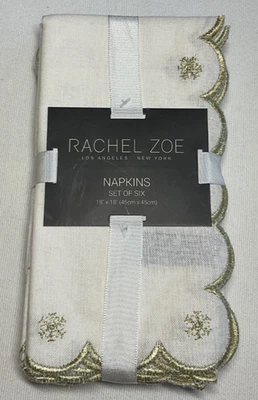 RACHEL ZOE
LOS ANGELES · NEW YORK
NAPKINS
SET OF SIX
18" x 18" (45cm x 45cm)